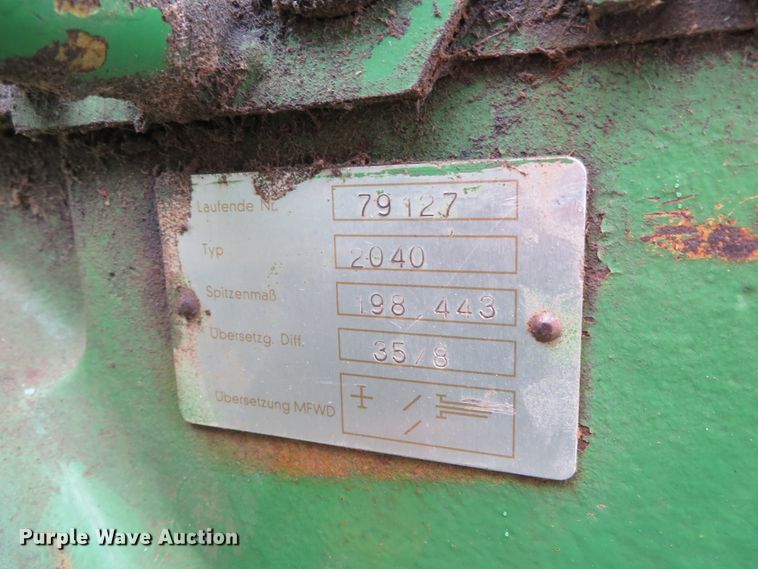 Laufende Nr. 79127
Typ 2040
Spitzenmaß 198,443
Übersetzg. Diff. 35/8
Übersetzung MFWD / /
Purple Wave Auction